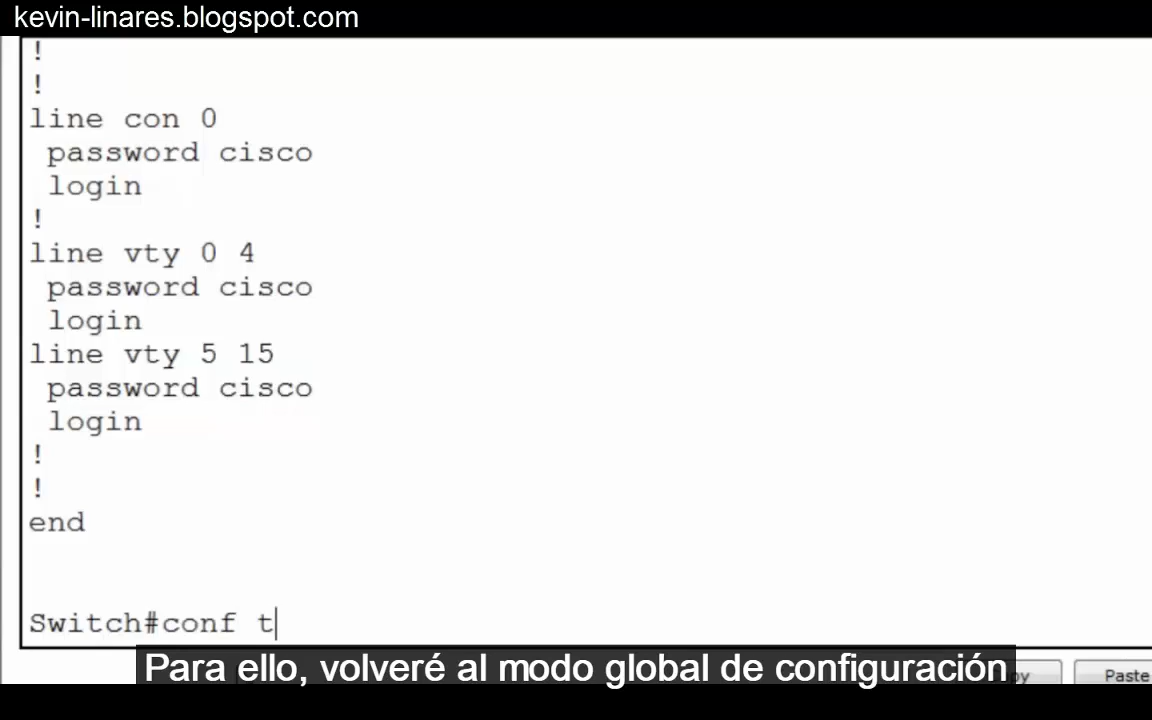 kevin-linares.blogspot.com
!
!
line con 0
password cisco
login
!
line vty 0 4
password cisco
login
line vty 5 15
password cisco
login
!
!
end
Switch#conf t
Para ello, volveré al modo global de configuración
Paste